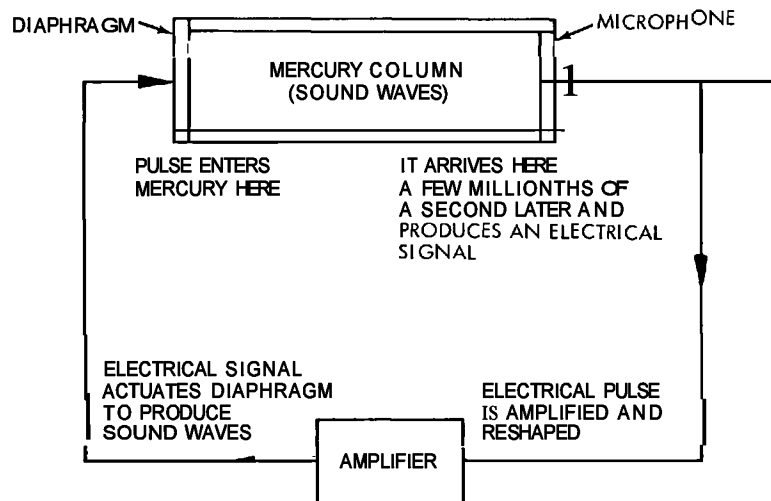 DIAPHRAGM
MICROPHONE
MERCURY COLUMN
(SOUND WAVES)
1
PULSE ENTERS
MERCURY HERE
IT ARRIVES HERE
A FEW MILLIONTHS OF
A SECOND LATER AND
PRODUCES AN ELECTRICAL
SIGNAL
ELECTRICAL SIGNAL
ACTUATES DIAPHRAGM
TO PRODUCE
SOUND WAVES
ELECTRICAL PULSE
IS AMPLIFIED AND
RESHAPED
AMPLIFIER